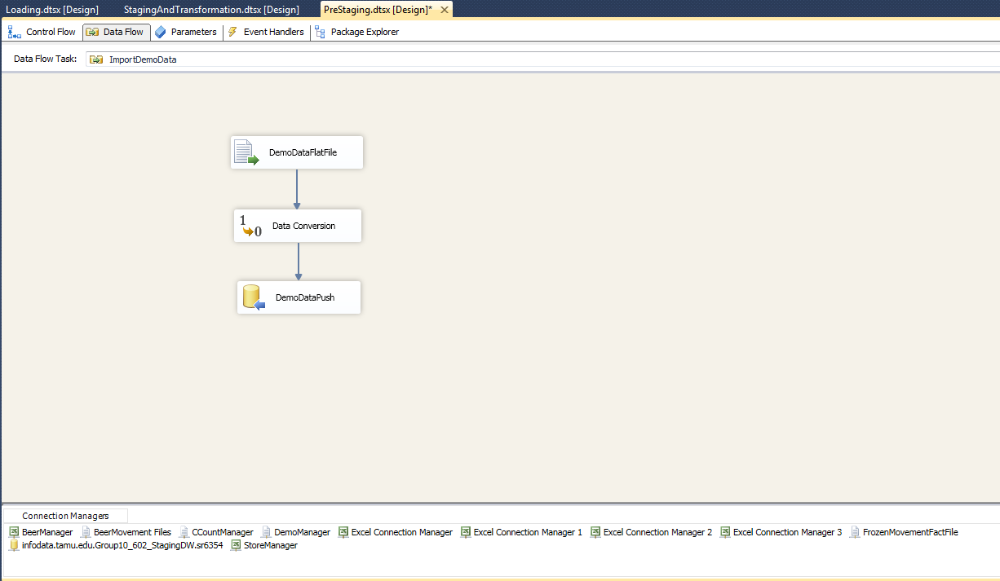 Loading.dtsx [Design] StagingAndTransformation.dtsx [Design] PreStaging.dtsx [Design]*
Control Flow Data Flow Parameters Event Handlers Package Explorer
Data Flow Task: ImportDemoData
DemoDataFlatFile
1
0
Data Conversion
DemoDataPush
Connection Managers
BeerManager BeerMovement Files CCountManager DemoManager Excel Connection Manager Excel Connection Manager 1 Excel Connection Manager 2 Excel Connection Manager 3 FrozenMovementFactFile
infodata.tamu.edu.Group10_602_StagingDW.sr6354 StoreManager